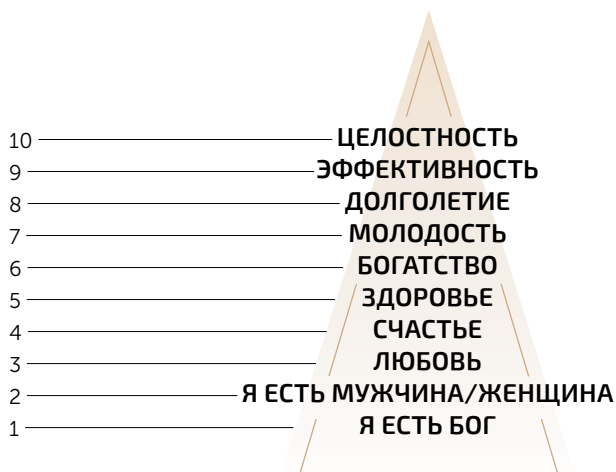 10 ЦЕЛОСТНОСТЬ
9 ЭФФЕКТИВНОСТЬ
8 ДОЛГОЛЕТИЕ
7 МОЛОДОСТЬ
6 БОГАТСТВО
5 ЗДОРОВЬЕ
4 СЧАСТЬЕ
3 ЛЮБОВЬ
2 Я ЕСТЬ МУЖЧИНА/ЖЕНЩИНА
1 Я ЕСТЬ БОГ